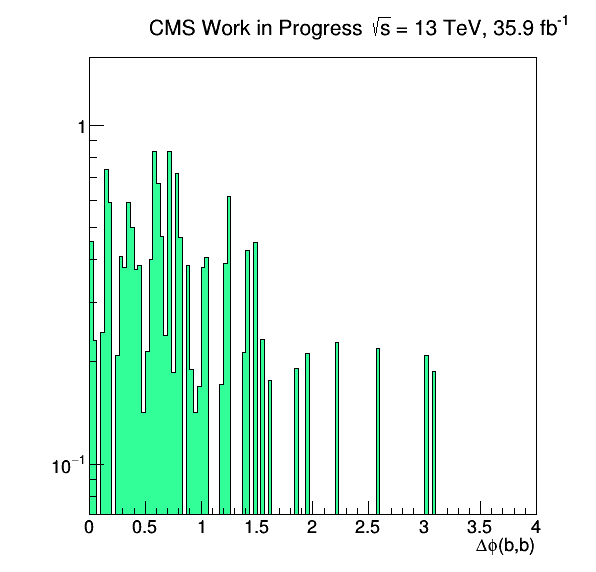 CMS Work in Progress √s = 13 TeV, 35.9 fb⁻¹
1
10⁻¹
0 0.5 1 1.5 2 2.5 3 3.5 4
Δϕ(b,b)